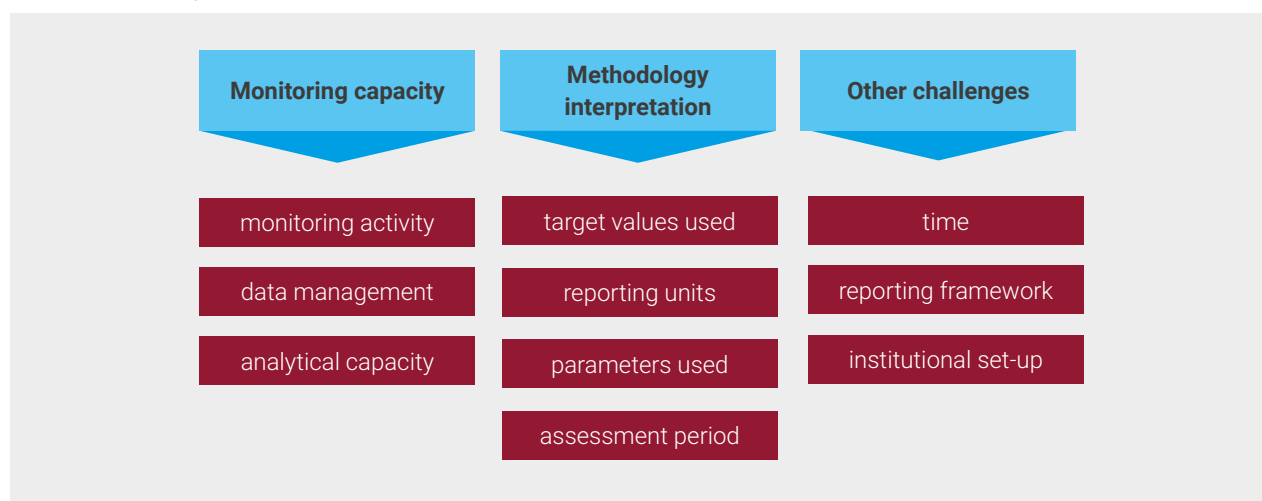 Monitoring capacity
monitoring activity
data management
analytical capacity
Methodology
interpretation
target values used
reporting units
parameters used
assessment period
Other challenges
time
reporting framework
institutional set-up